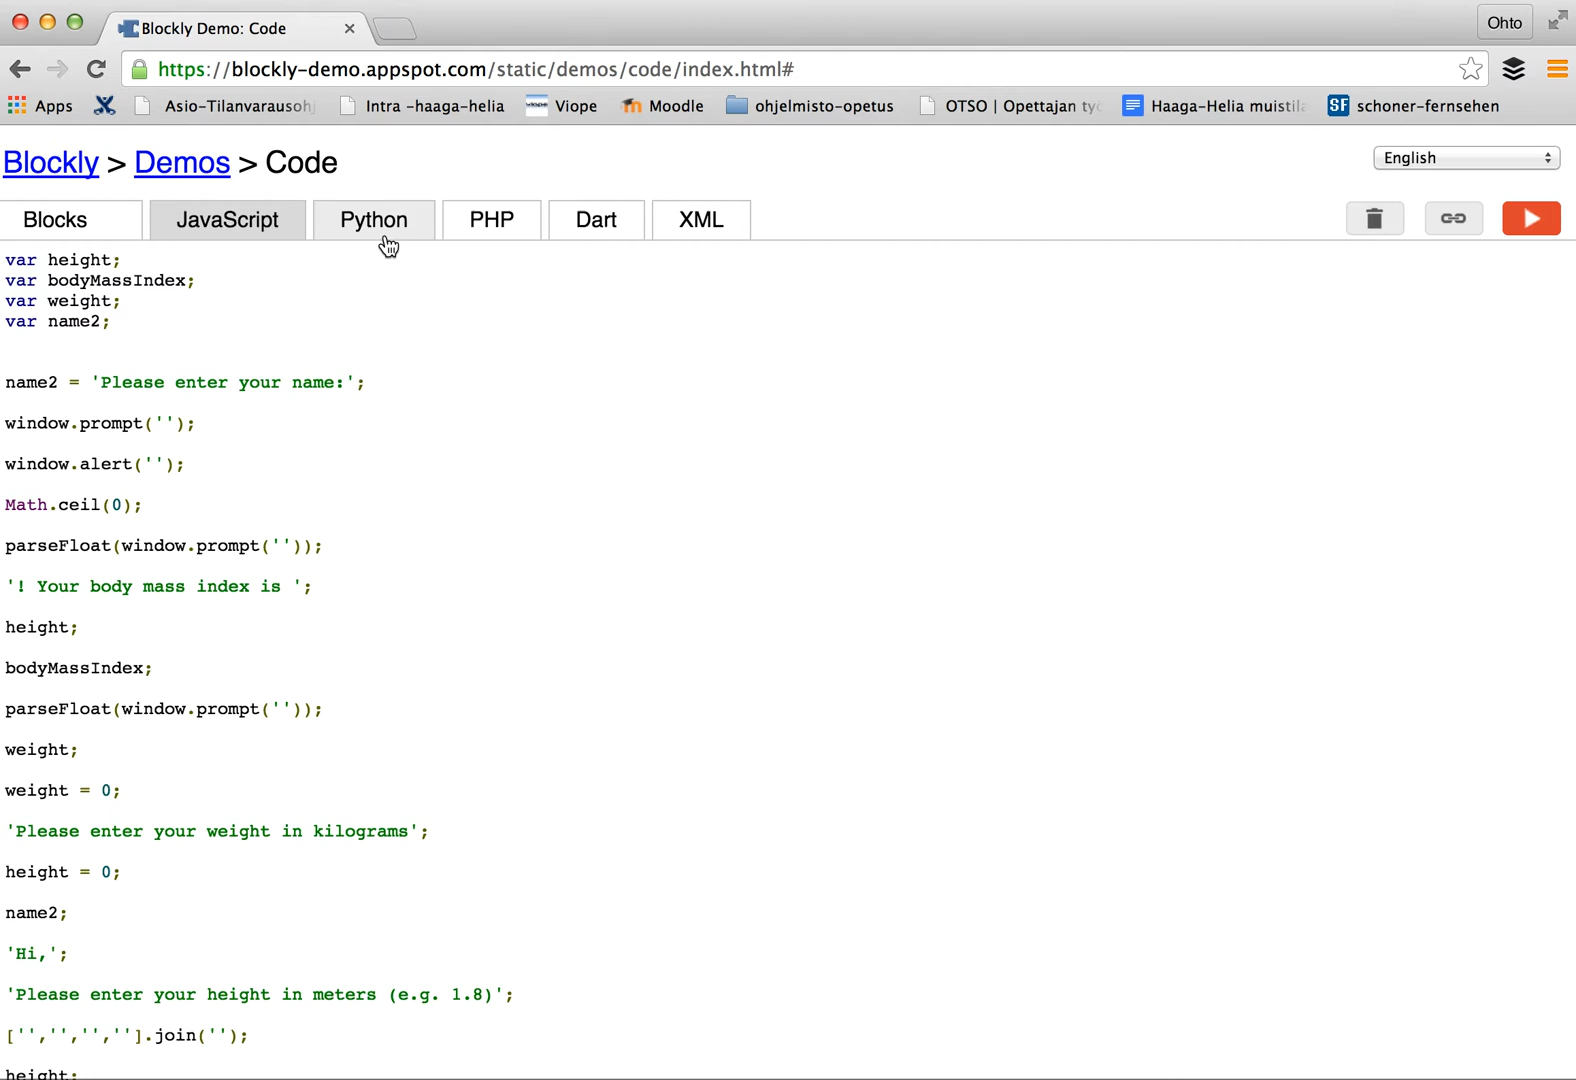 Blockly Demo: Code
Ohto
https://blockly-demo.appspot.com/static/demos/code/index.html#
Apps
Asio-Tilanvarausohj
Intra -haaga-helia
Viope
Moodle
ohjelmisto-opetus
OTSO | Opettajan työ
Haaga-Helia muistila
SF schoner-fernsehen
Blockly > Demos > Code
English
Blocks
JavaScript
Python
PHP
Dart
XML
var height;
var bodyMassIndex;
var weight;
var name2;
name2 = 'Please enter your name:';
window.prompt('');
window.alert('');
Math.ceil(0);
parseFloat(window.prompt(''));
'! Your body mass index is ';
height;
bodyMassIndex;
parseFloat(window.prompt(''));
weight;
weight = 0;
'Please enter your weight in kilograms';
height = 0;
name2;
'Hi,';
'Please enter your height in meters (e.g. 1.8)';
['','','',''].join('');
height;